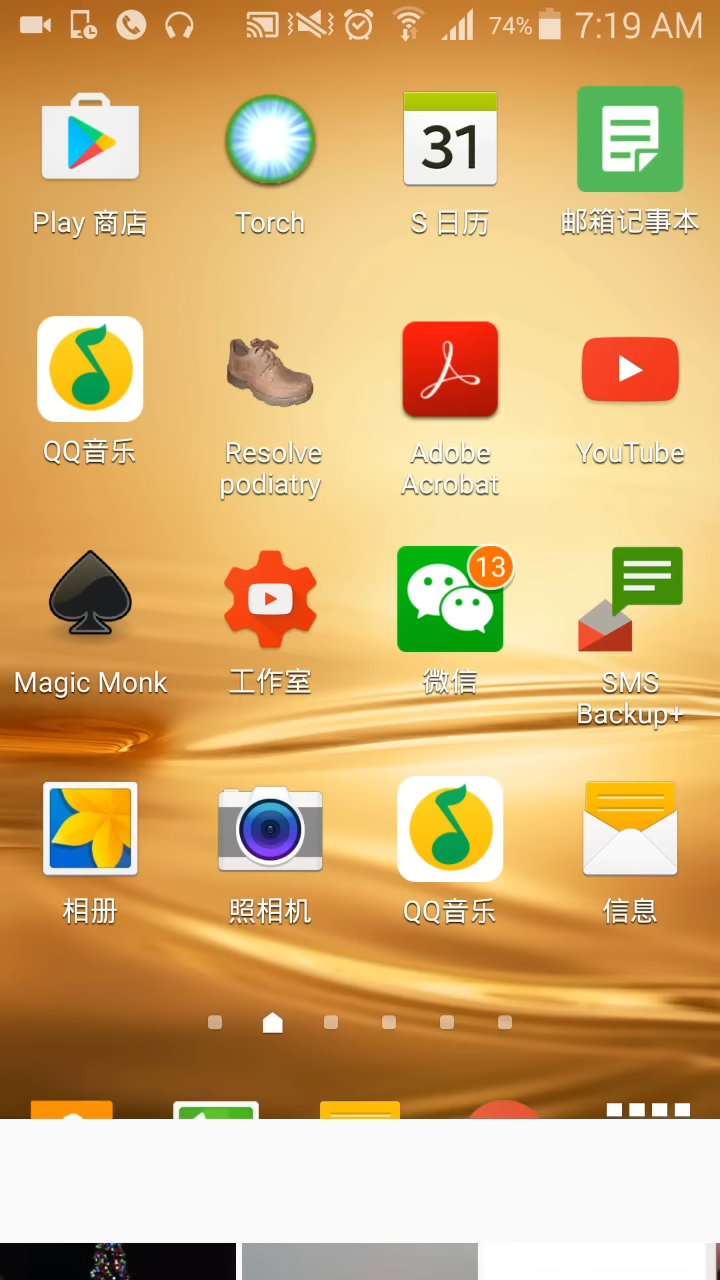 74% 7:19 AM
31
Play 商店
Torch
S 日历
邮箱记事本
QQ音乐
Resolve
podiatry
Adobe
Acrobat
YouTube
13
Magic Monk
工作室
微信
SMS
Backup+
相册
照相机
QQ音乐
信息